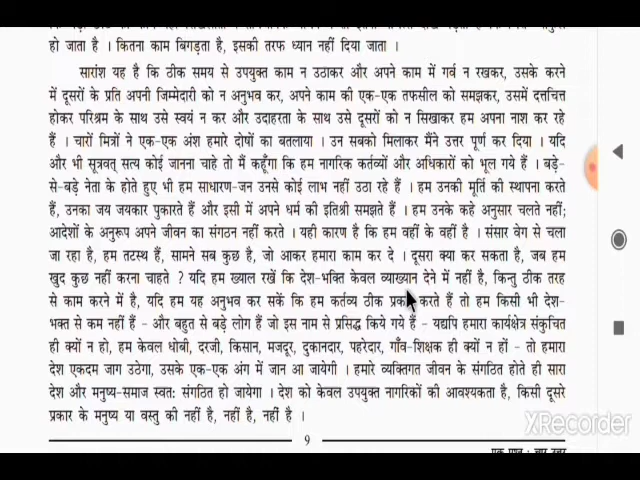 हो जाता है । कितना काम बिगड़ता है, इसकी तरफ ध्यान नहीं दिया जाता ।
सारांश यह है कि ठीक समय से उपयुक्त काम न उठाकर और अपने काम में गर्व न रखकर, उसके करने
में दूसरों के प्रति अपनी जिम्मेदारी को न अनुभव कर, अपने काम की एक-एक तफसील को समझकर, उसमें दत्तचित्त
होकर परिश्रम के साथ उसे स्वयं न कर और उदाहरता के साथ उसे दूसरों को न सिखाकर हम अपना नाश कर रहे
हैं । चारों मित्रों ने एक-एक अंश हमारे दोषों का बतलाया । उन सबको मिलाकर मैंने उत्तर पूर्ण कर दिया । यदि
और भी सूत्रवत् सत्य कोई जानना चाहे तो मैं कहूँगा कि हम नागरिक कर्तव्यों और अधिकारों को भूल गये हैं । बड़े-
से-बड़े नेता के होते हुए भी हम साधारण-जन उनसे कोई लाभ नहीं उठा रहे हैं । हम उनकी मूर्ति की स्थापना करते
हैं, उनका जय जयकार पुकारते हैं और इसी में अपने धर्म की इतिश्री समझते हैं । हम उनके कहे अनुसार चलते नहीं;
आदेशों के अनुरूप अपने जीवन का संगठन नहीं करते । यही कारण है कि हम वहीं के वहीं है । संसार वेग से चला
जा रहा है, हम तटस्थ हैं, सामने सब कुछ है, जो आकर हमारा काम कर दे । दूसरा क्या कर सकता है, जब हम
खुद कुछ नहीं करना चाहते ? यदि हम ख्याल रखें कि देश-भक्ति केवल व्याख्यान देने में नहीं है, किन्तु ठीक तरह
से काम करने में है, यदि हम यह अनुभव कर सकें कि हम कर्तव्य ठीक करते हैं तो हम किसी भी देश-
भक्त से कम नहीं हैं - और बहुत से बड़े लोग हैं जो इस नाम से प्रसिद्ध किये गये हैं - यद्यपि हमारा कार्यक्षेत्र संकुचित
ही क्यों न हो, हम केवल धोबी, दरजी, किसान, मजदूर, दुकानदार, पहरेदार, गाँव-शिक्षक ही क्यों न हों - तो हमारा
देश एकदम जाग उठेगा, उसके एक-एक अंग में जान आ जायेगी । हमारे व्यक्तिगत जीवन के संगठित होते ही सारा
देश और मनुष्य-समाज स्वतः संगठित हो जायेगा । देश को केवल उपयुक्त नागरिकों की आवश्यकता है, किसी दूसरे
प्रकार के मनुष्य या वस्तु की नहीं है, नहीं है, नहीं है ।
9
XRecorder